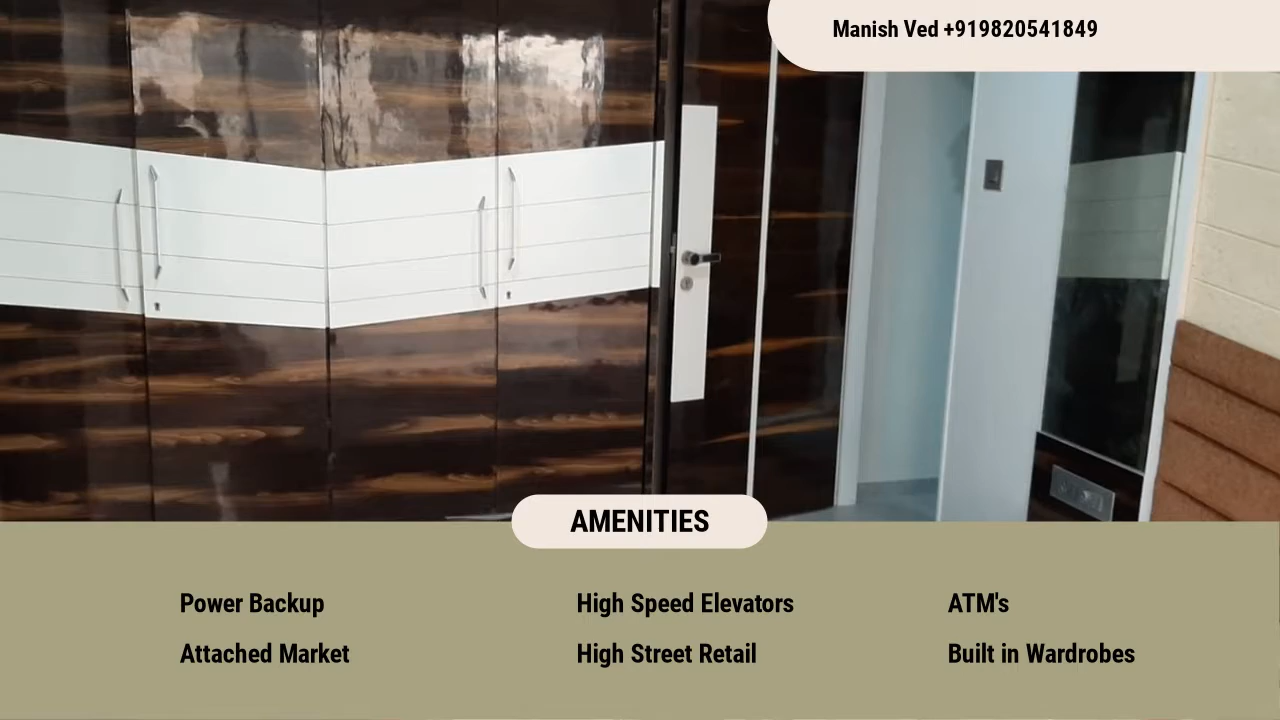 Manish Ved +919820541849
AMENITIES
Power Backup
High Speed Elevators
ATM's
Attached Market
High Street Retail
Built in Wardrobes